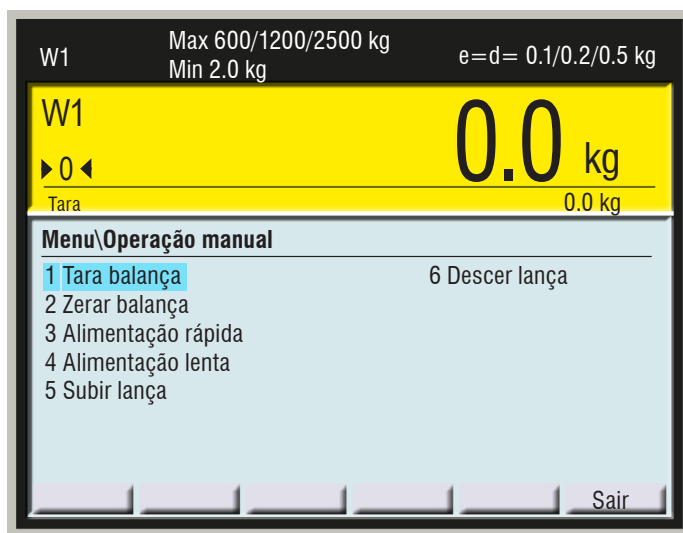 W1 Max 600/1200/2500 kg e=d= 0.1/0.2/0.5 kg
Min 2.0 kg
W1 0.0 kg
0
Tara 0.0 kg
Menu\Operação manual
1 Tara balança 6 Descer lança
2 Zerar balança
3 Alimentação rápida
4 Alimentação lenta
5 Subir lança
Sair